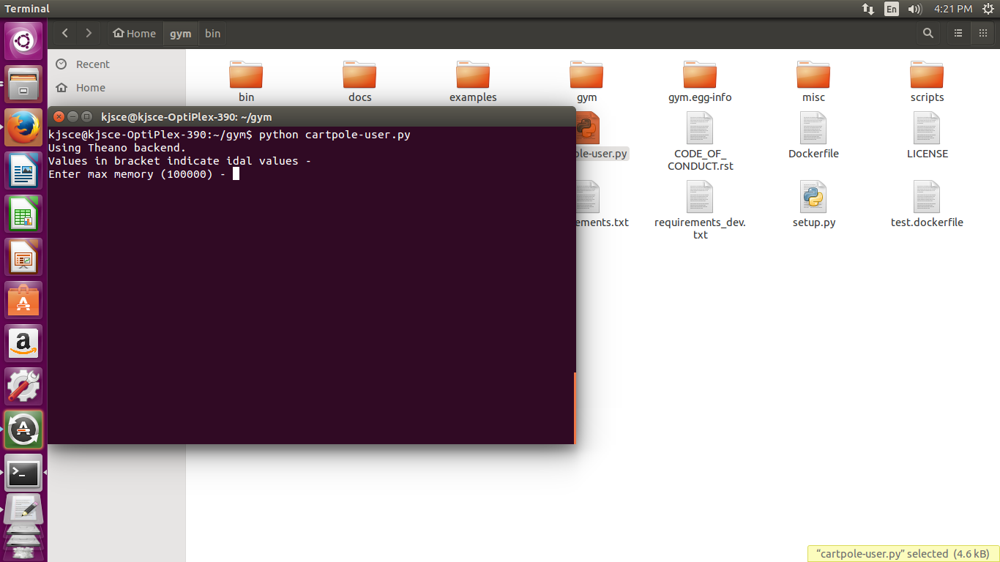 Terminal
En
4:21 PM
Home
gym
bin
Recent
Home
bin
docs
examples
gym
gym.egg-info
misc
scripts
kjsce@kjsce-OptiPlex-390: ~/gym
kjsce@kjsce-OptiPlex-390:~/gym$ python cartpole-user.py
Using Theano backend.
Values in bracket indicate idal values -
Enter max memory (100000) -
ole-user.py
CODE_OF_
CONDUCT.rst
Dockerfile
LICENSE
ements.txt
requirements_dev.
txt
setup.py
test.dockerfile
“cartpole-user.py” selected (4.6 kB)